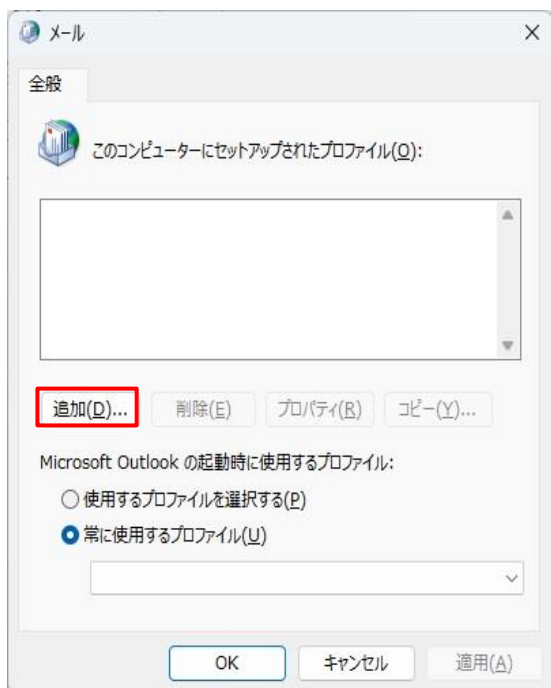 メール
全般
このコンピューターにセットアップされたプロファイル(O):
追加(D)... 削除(E) プロパティ(R) コピー(Y)...
Microsoft Outlook の起動時に使用するプロファイル:
使用するプロファイルを選択する(P)
常に使用するプロファイル(U)
OK キャンセル 適用(A)